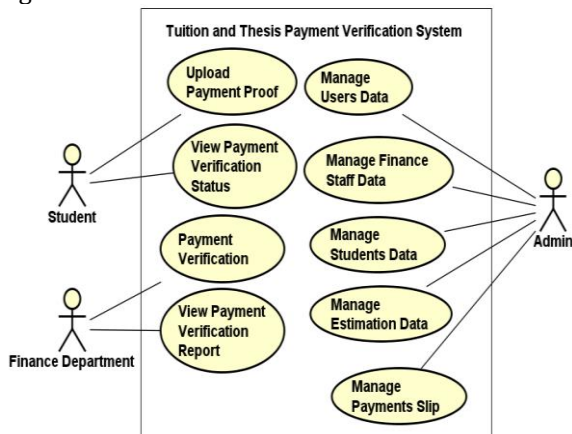 Tuition and Thesis Payment Verification System
Upload
Payment Proof
Manage
Users Data
View Payment
Verification
Status
Manage Finance
Staff Data
Student
Admin
Payment
Verification
Manage
Students Data
View Payment
Verification
Report
Manage
Estimation Data
Finance Department
Manage
Payments Slip